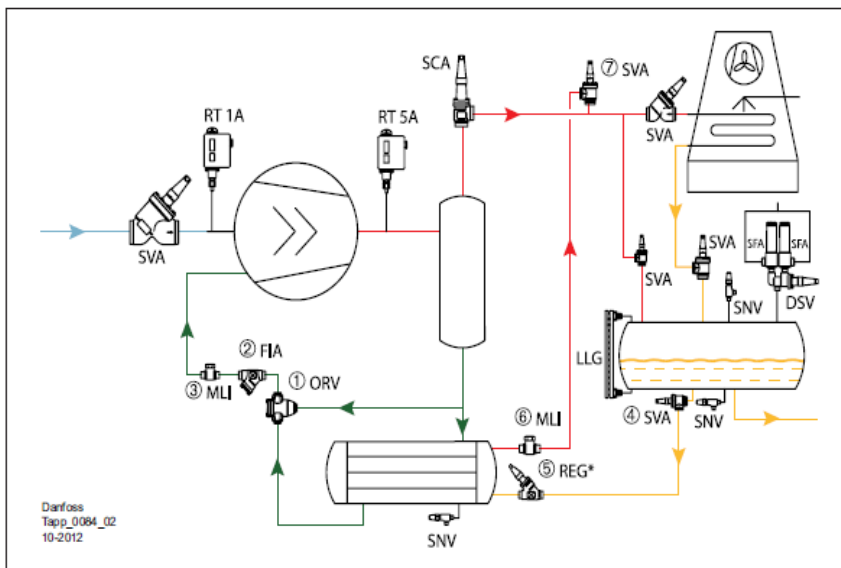 SCA
⑦ SVA
RT 1A
RT 5A
SVA
SVA
SVA
SVA
SNV
SFA
SFA
DSV
LLG
② FIA
③ MLI
① ORV
④ SVA
SNV
⑥ MLI
⑤ REG*
SNV
Danfoss
Tapp_0084_02
10-2012